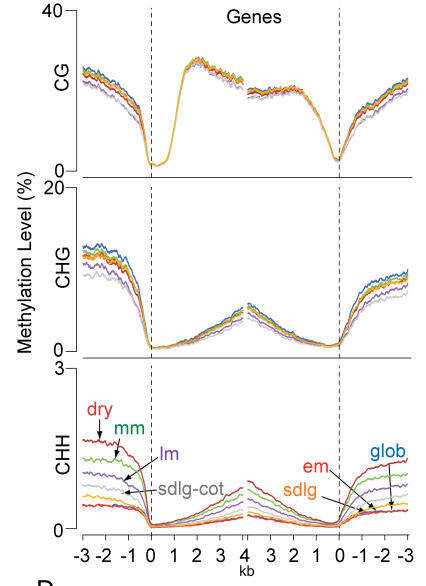 Genes
40
CG
0
20
CHG
0
Methylation Level (%)
3
dry
mm
lm
glob
em
sdlg-cot
sdlg
CHH
0
-3 -2 -1 0 1 2 3 4 3 2 1 0 -1 -2 -3
kb